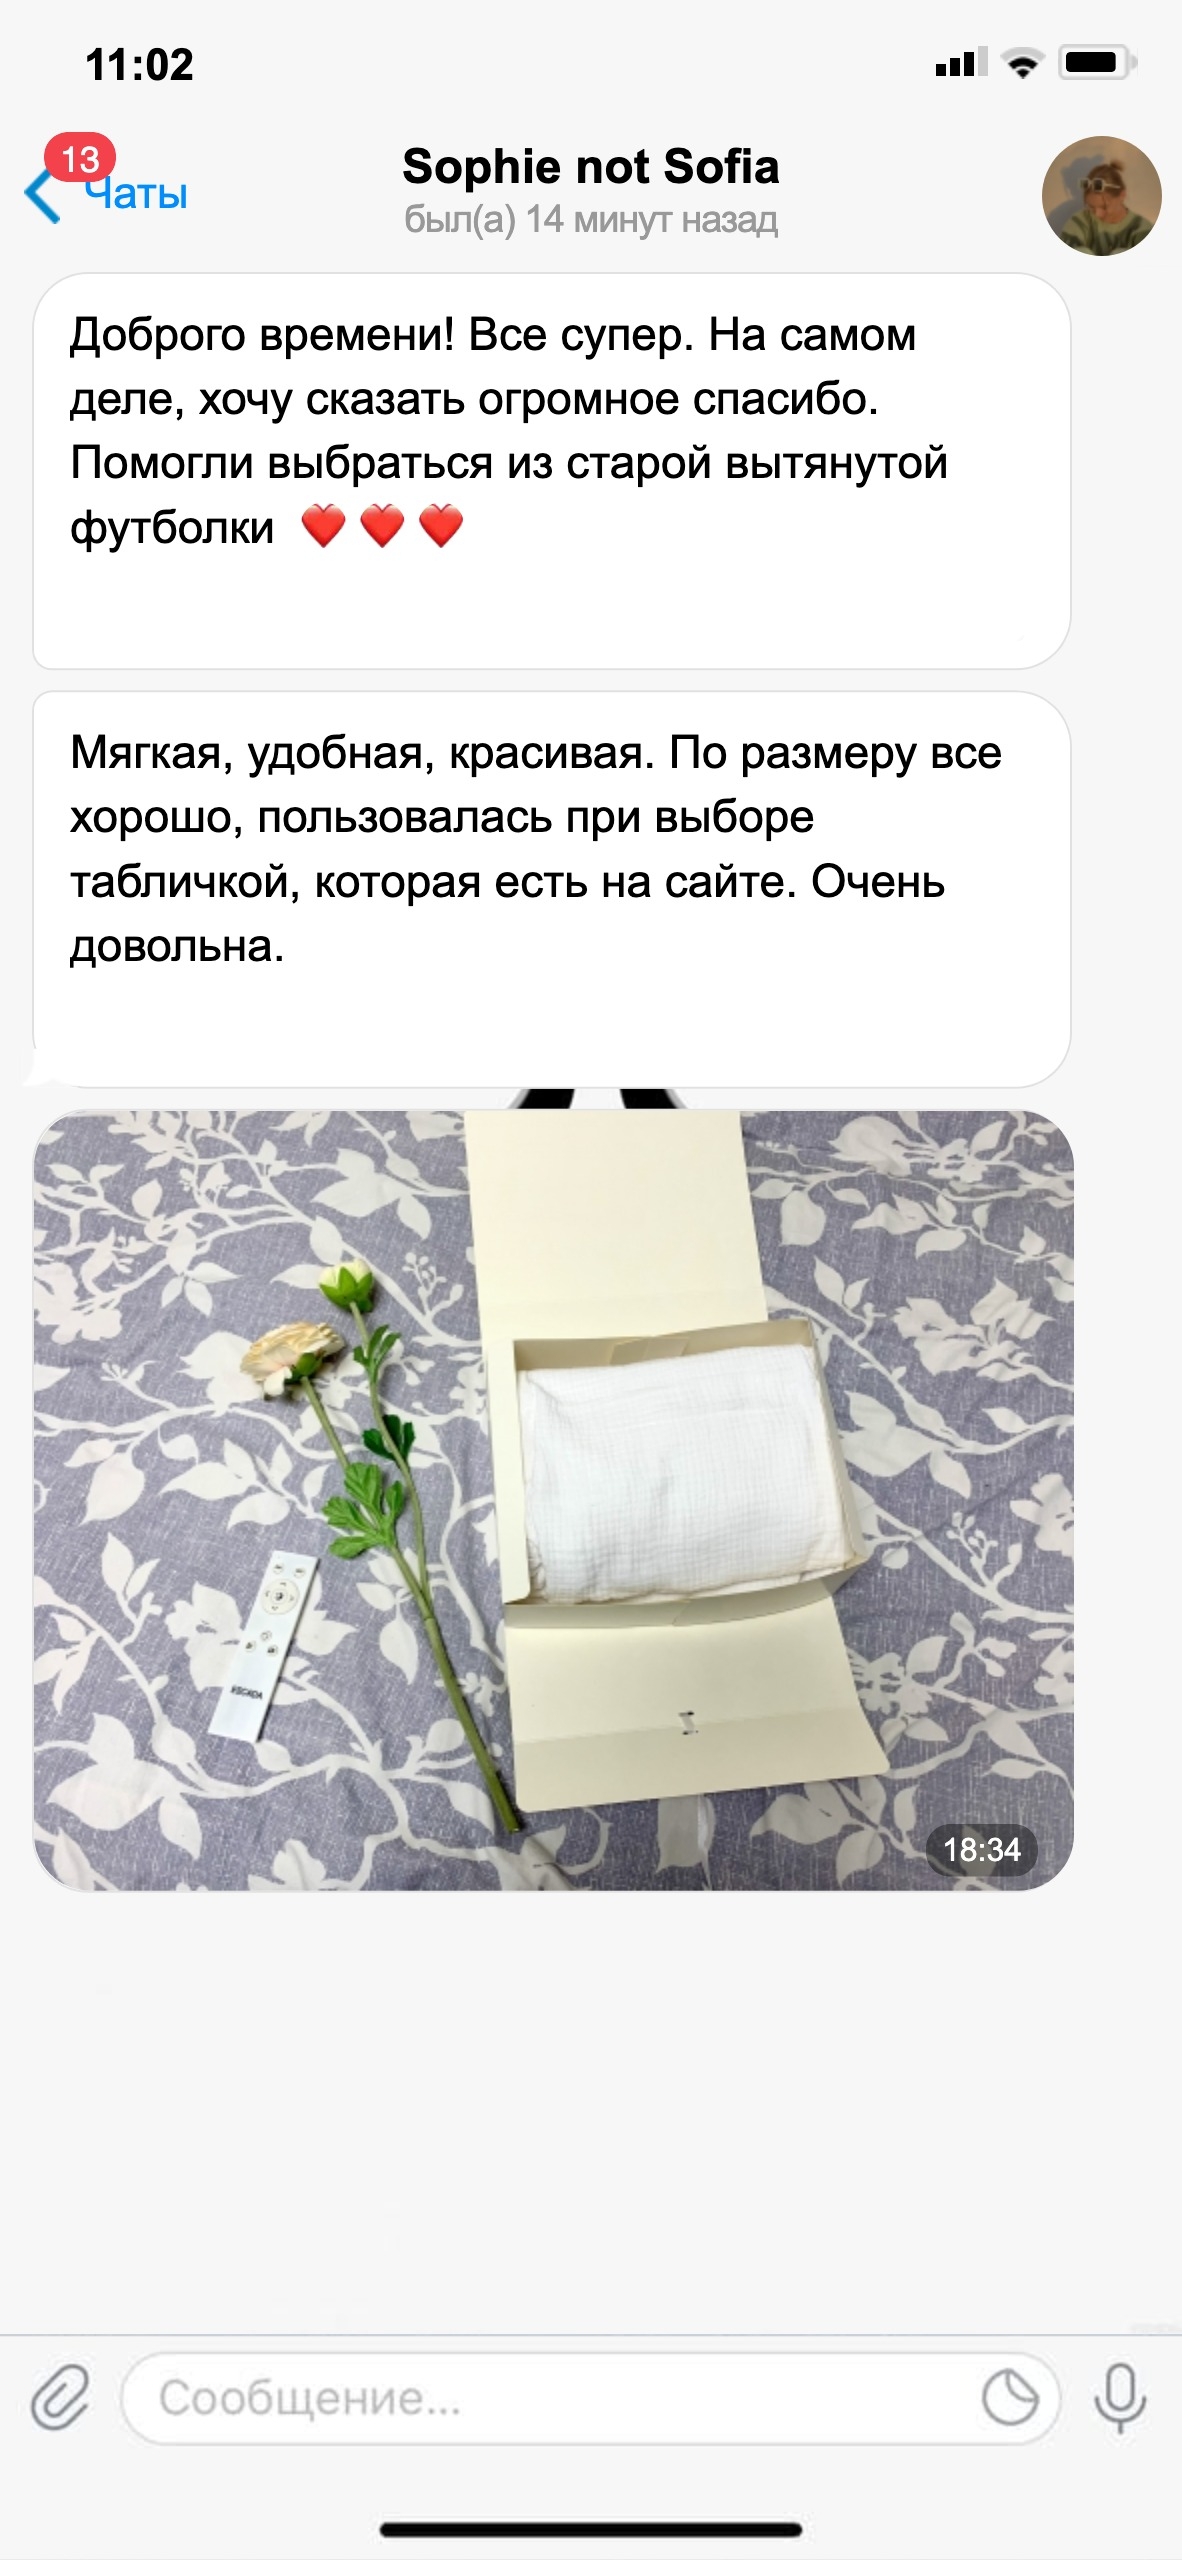 11:02
13
Чаты
Sophie not Sofia
был(а) 14 минут назад
Доброго времени! Все супер. На самом
деле, хочу сказать огромное спасибо.
Помогли выбраться из старой вытянутой
футболки ❤️ ❤️ ❤️
Мягкая, удобная, красивая. По размеру все
хорошо, пользовалась при выборе
табличкой, которая есть на сайте. Очень
довольна.
18:34
Сообщение...